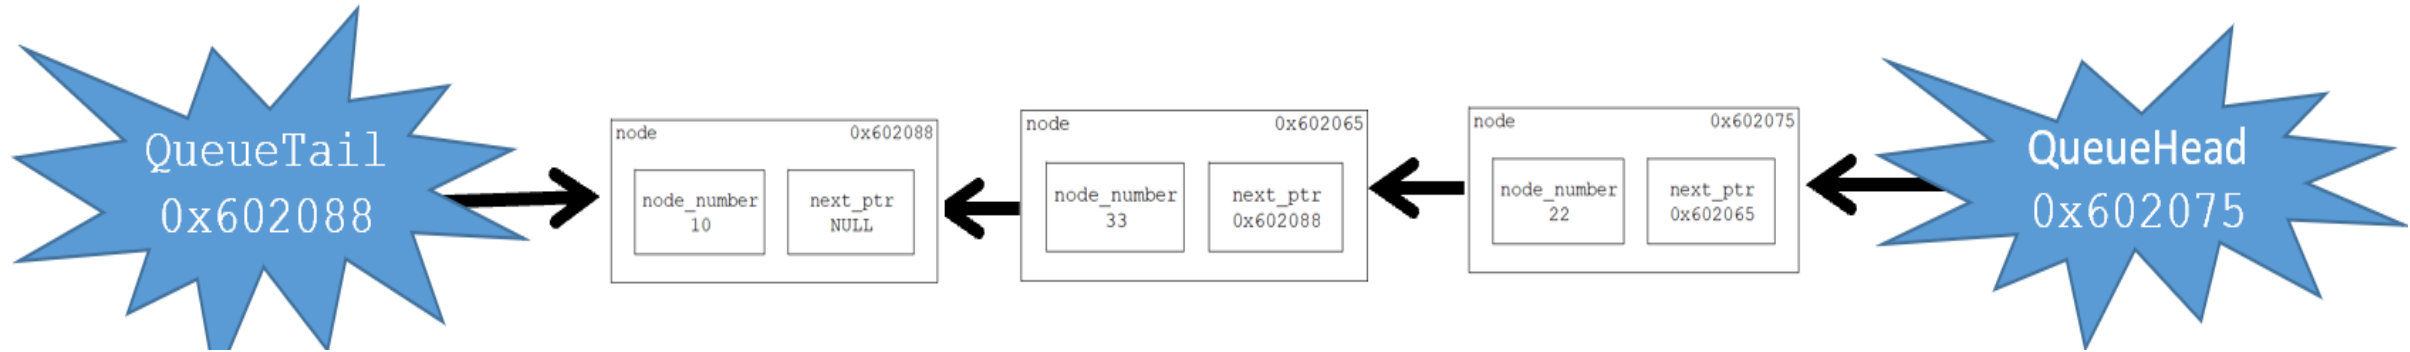 QueueTail
0x602088
node 0x602088
node_number
10
next_ptr
NULL
node 0x602065
node_number
33
next_ptr
0x602088
node 0x602075
node_number
22
next_ptr
0x602065
QueueHead
0x602075